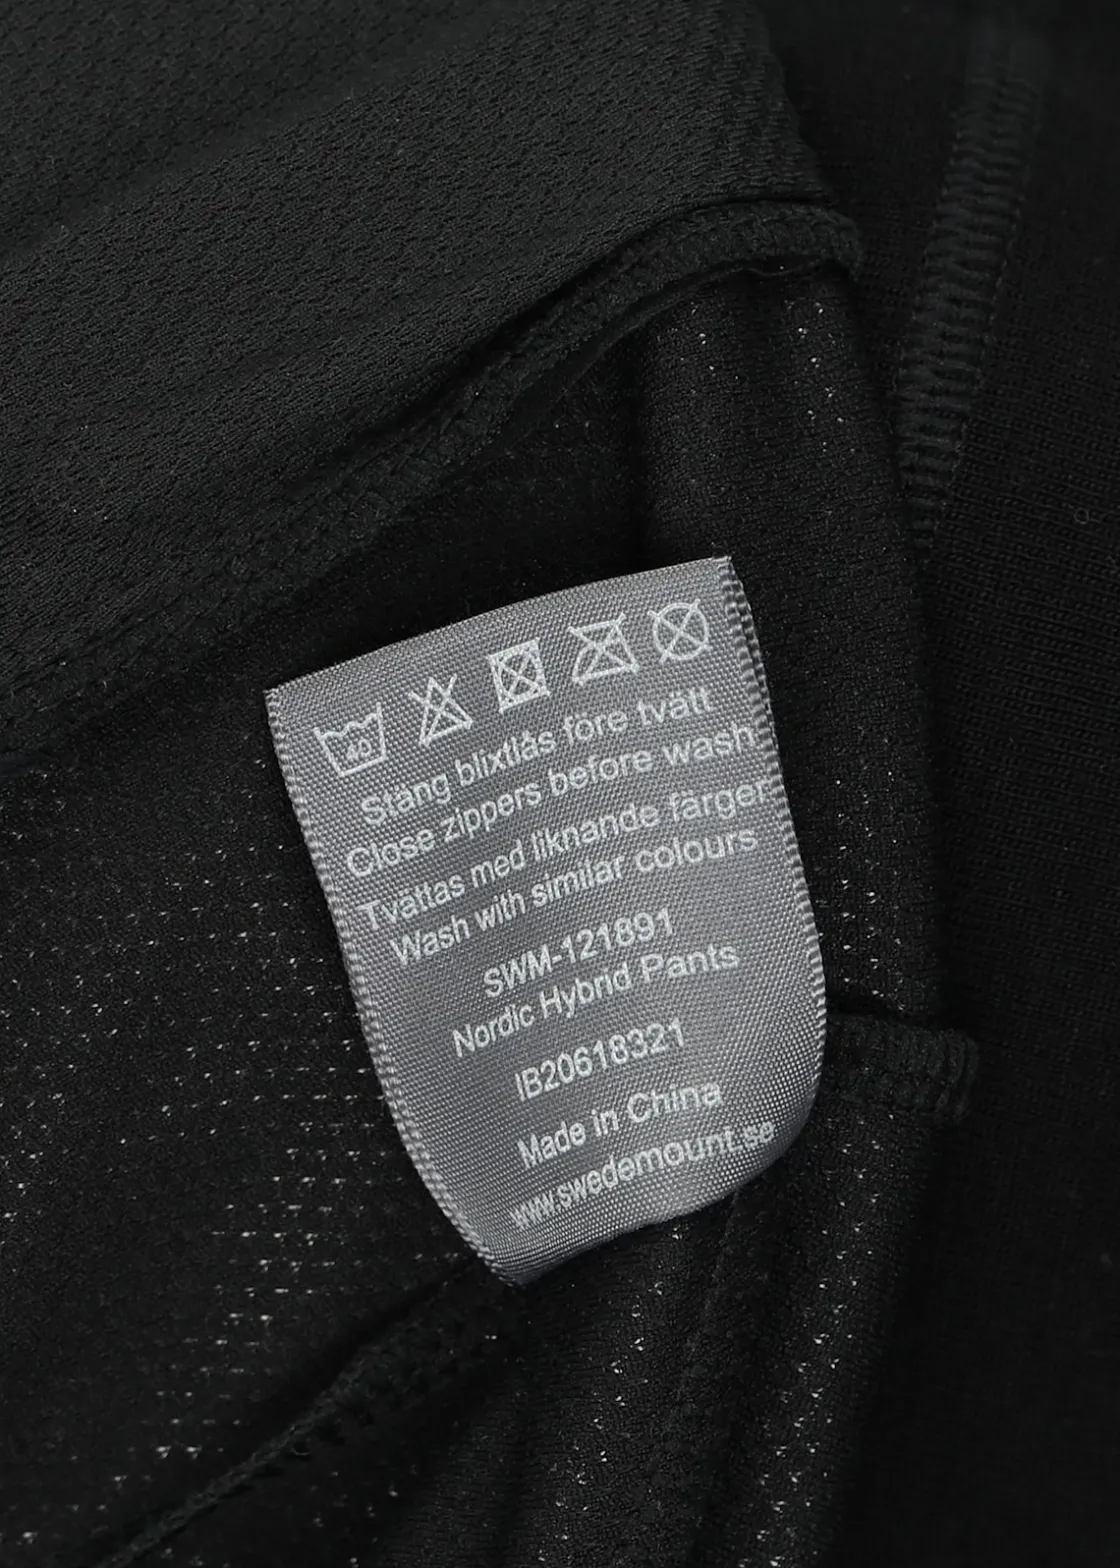 40
Stäng blixtlås före tvätt
Close zippers before wash
Tvättas med liknande färger
Wash with similar colours
SWM-121891
Nordic Hybrid Pants
IB20618321
Made in China
www.swedemount.se